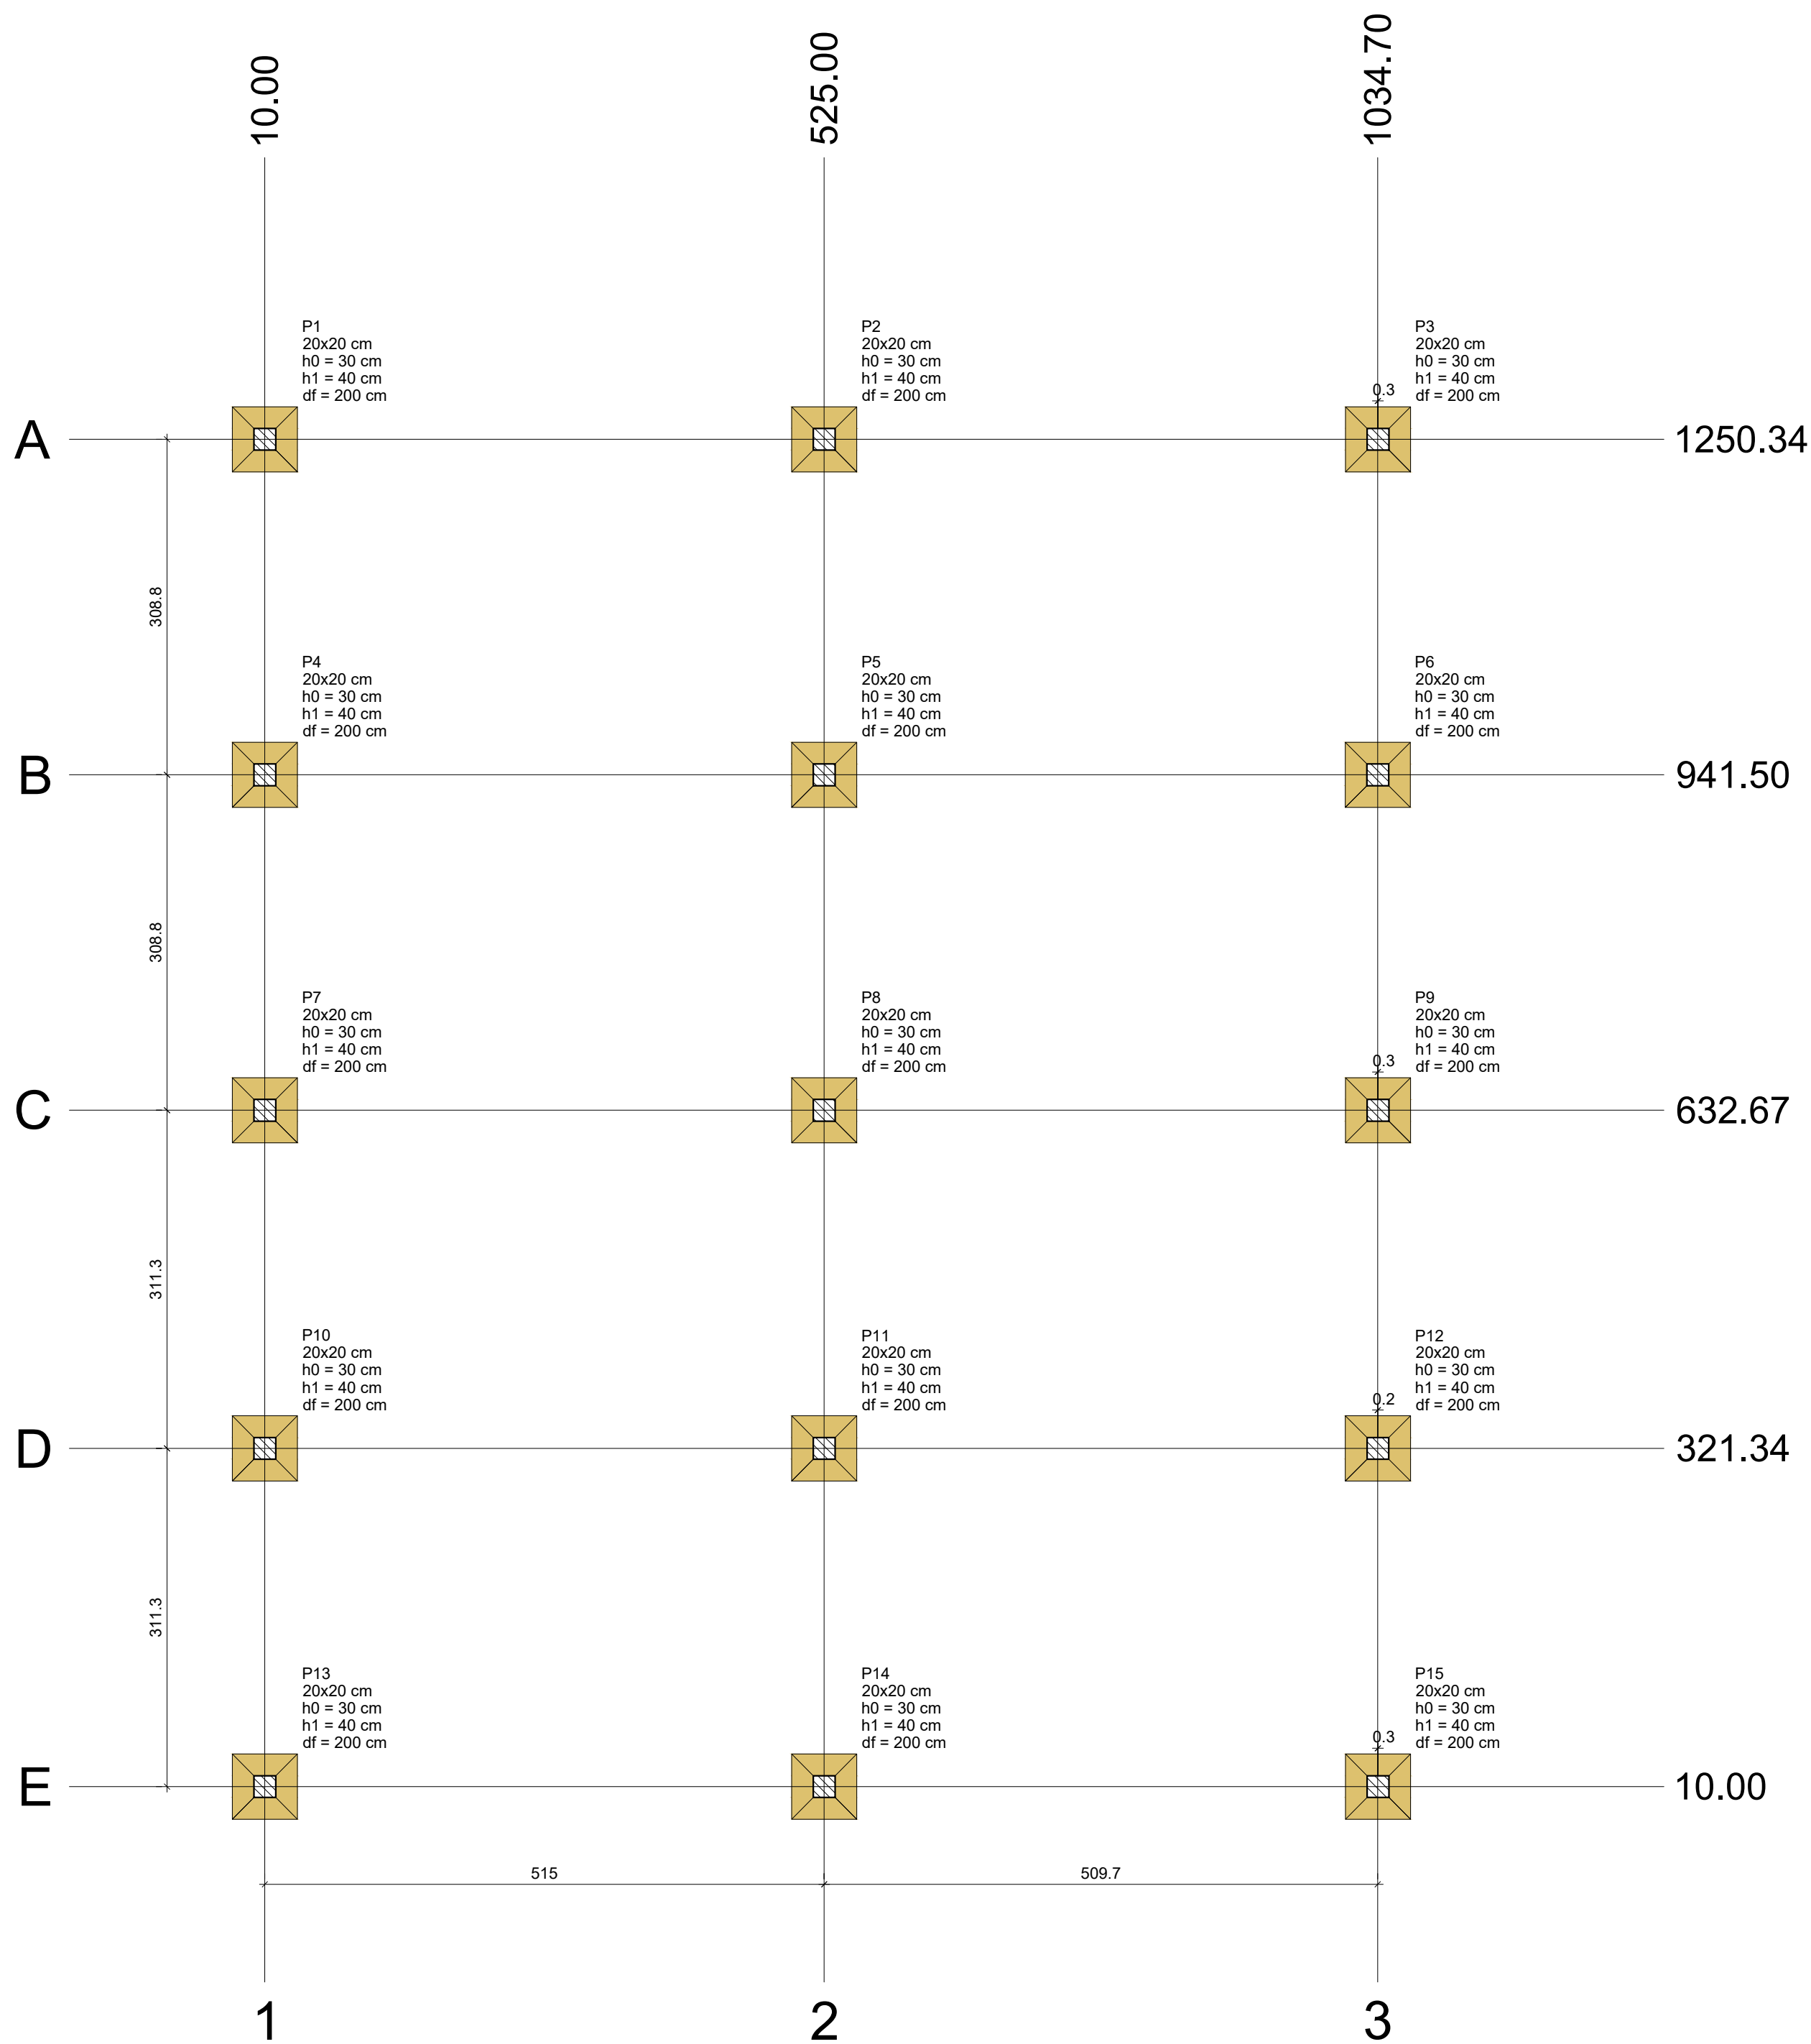 10.00
525.00
1034.70
P1
20x20 cm
h0 = 30 cm
h1 = 40 cm
df = 200 cm
P2
20x20 cm
h0 = 30 cm
h1 = 40 cm
df = 200 cm
P3
20x20 cm
h0 = 30 cm
h1 = 40 cm
df = 200 cm
0.3
A
1250.34
308.8
P4
20x20 cm
h0 = 30 cm
h1 = 40 cm
df = 200 cm
P5
20x20 cm
h0 = 30 cm
h1 = 40 cm
df = 200 cm
P6
20x20 cm
h0 = 30 cm
h1 = 40 cm
df = 200 cm
B
941.50
308.8
P7
20x20 cm
h0 = 30 cm
h1 = 40 cm
df = 200 cm
P8
20x20 cm
h0 = 30 cm
h1 = 40 cm
df = 200 cm
P9
20x20 cm
h0 = 30 cm
h1 = 40 cm
df = 200 cm
0.3
C
632.67
311.3
P10
20x20 cm
h0 = 30 cm
h1 = 40 cm
df = 200 cm
P11
20x20 cm
h0 = 30 cm
h1 = 40 cm
df = 200 cm
P12
20x20 cm
h0 = 30 cm
h1 = 40 cm
df = 200 cm
0.2
D
321.34
311.3
P13
20x20 cm
h0 = 30 cm
h1 = 40 cm
df = 200 cm
P14
20x20 cm
h0 = 30 cm
h1 = 40 cm
df = 200 cm
P15
20x20 cm
h0 = 30 cm
h1 = 40 cm
df = 200 cm
0.3
E
10.00
515
509.7
1
2
3